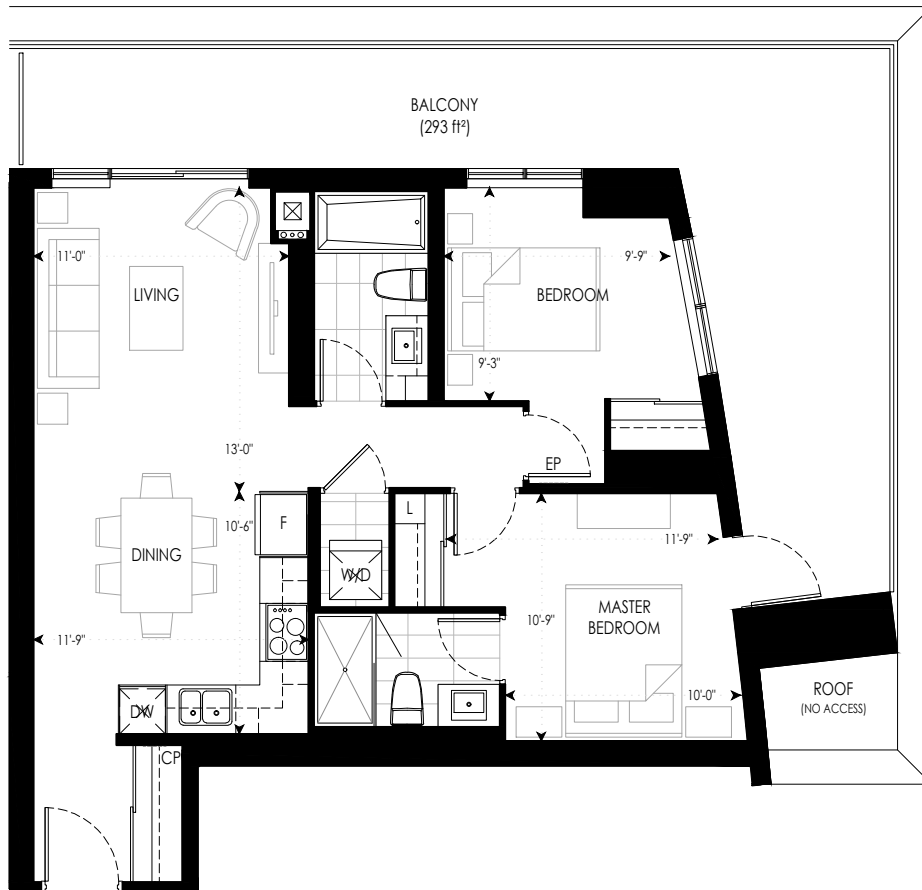 BALCONY
(293 ft²)
11'-0"
9'-9"
LIVING
BEDROOM
9'-3"
13'-0"
EP
10'-6"
F
L
11'-9"
DINING
W/D
MASTER
BEDROOM
10'-9"
11'-9"
10'-0"
ROOF
(NO ACCESS)
DW
CP